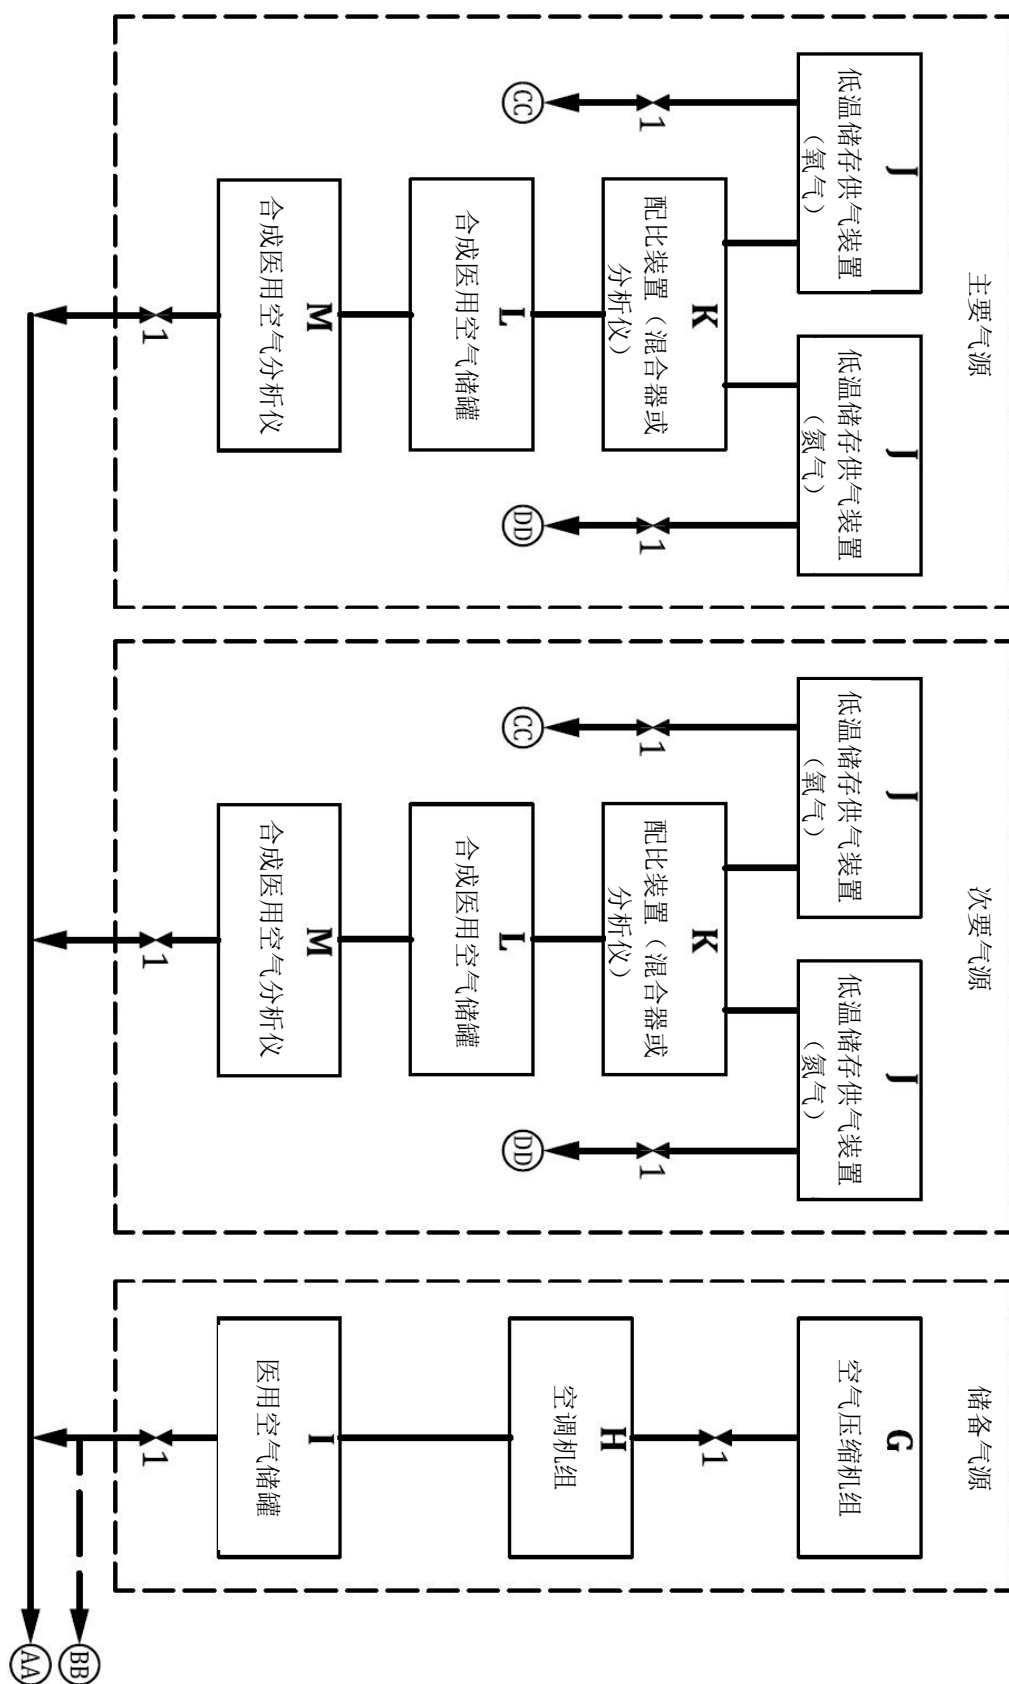 主要气源
J
低温储存供气装置
（氧气）
J
低温储存供气装置
（氮气）
1
CC
K
配比装置（混合器或
分析仪）
1
DD
L
合成医用空气储罐
M
合成医用空气分析仪
1
次要气源
J
低温储存供气装置
（氧气）
J
低温储存供气装置
（氮气）
1
CC
K
配比装置（混合器或
分析仪）
1
DD
L
合成医用空气储罐
M
合成医用空气分析仪
1
储备气源
G
空气压缩机组
1
H
空调机组
I
医用空气储罐
1
BB
AA